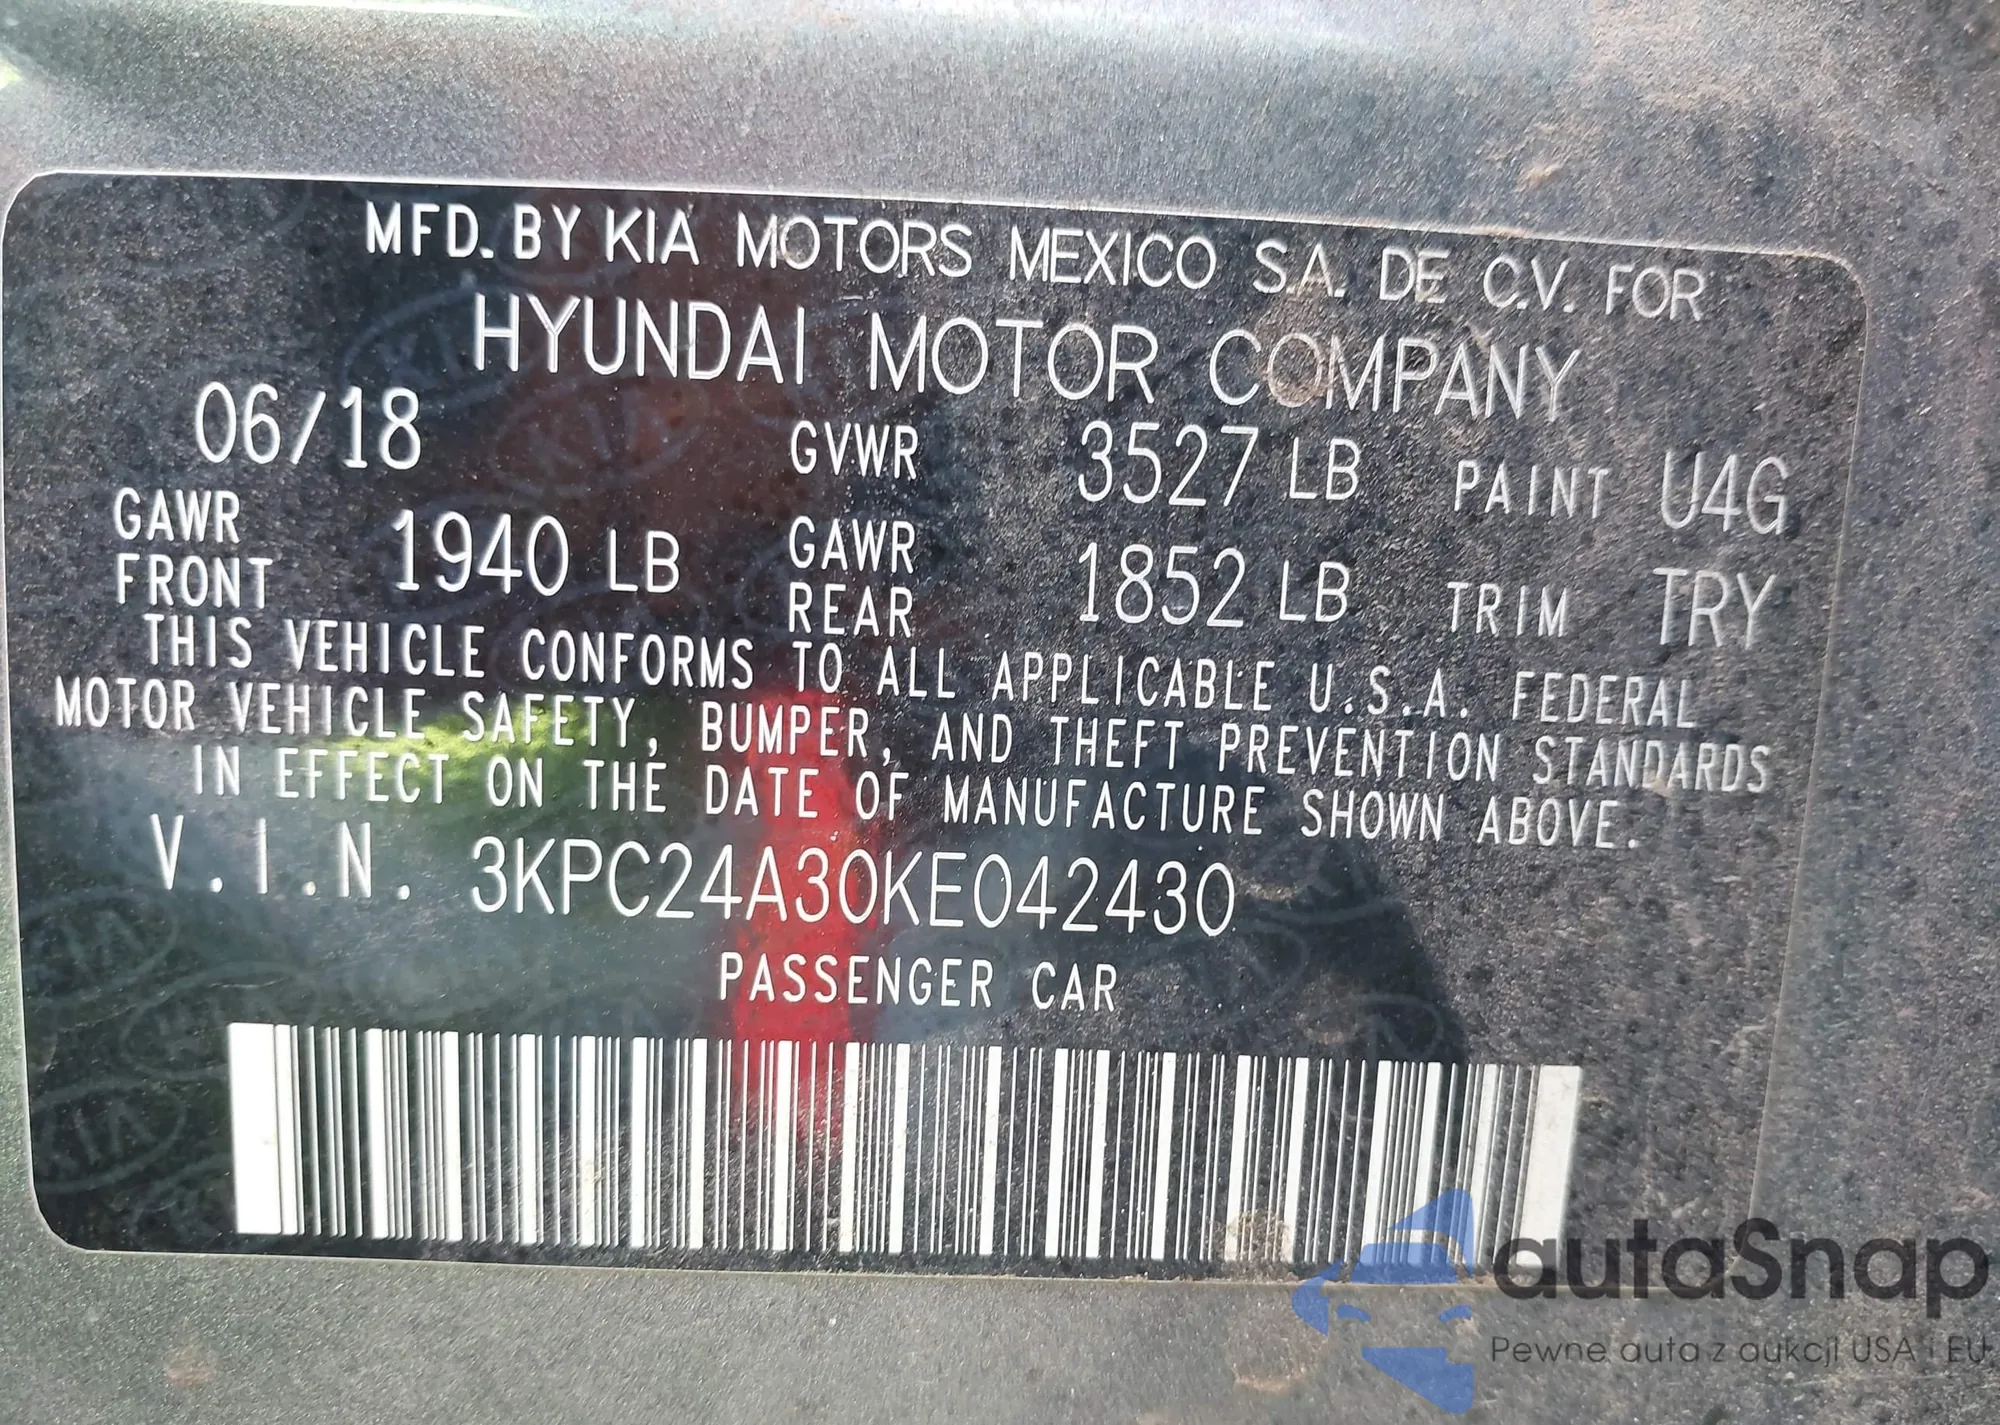 MFD. BY KIA MOTORS MEXICO S.A. DE C.V. FOR
HYUNDAI MOTOR COMPANY
06/18 GVWR 3527 LB PAINT U4G
GAWR FRONT 1940 LB GAWR REAR 1852 LB TRIM TRY
THIS VEHICLE CONFORMS TO ALL APPLICABLE U.S.A. FEDERAL
MOTOR VEHICLE SAFETY, BUMPER, AND THEFT PREVENTION STANDARDS
IN EFFECT ON THE DATE OF MANUFACTURE SHOWN ABOVE.
V.I.N. 3KPC24A30KE042430
PASSENGER CAR
autaSnap
Pewne auta z aukcji USA i EU